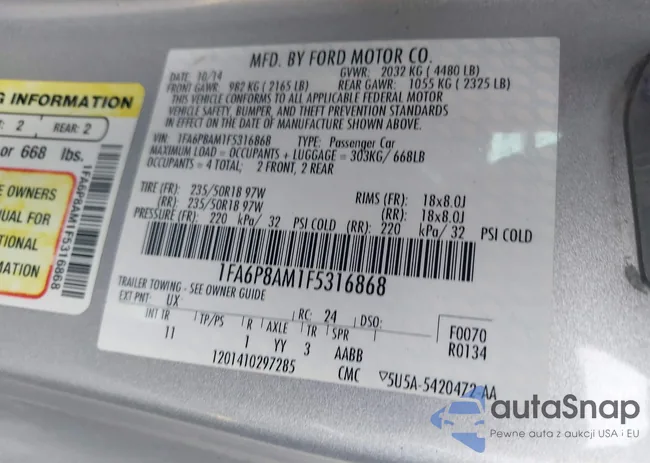 G INFORMATION
: 2 REAR: 2
or 668 lbs.
E OWNERS
NUAL FOR
TIONAL
MATION
1FA6P8AM1F5316868
MFD. BY FORD MOTOR CO.
DATE: 10/14 GVWR: 2032 KG ( 4480 LB)
FRONT GAWR: 982 KG ( 2165 LB) REAR GAWR: 1055 KG ( 2325 LB)
THIS VEHICLE CONFORMS TO ALL APPLICABLE FEDERAL MOTOR
VEHICLE SAFETY, BUMPER, AND THEFT PREVENTION STANDARDS
IN EFFECT ON THE DATE OF MANUFACTURE SHOWN ABOVE.
VIN: 1FA6P8AM1F5316868 TYPE: Passenger Car
MAXIMUM LOAD = OCCUPANTS + LUGGAGE = 303KG/ 668LB
OCCUPANTS = 4 TOTAL; 2 FRONT, 2 REAR
TIRE (FR): 235/50R18 97W RIMS (FR): 18x8.0J
(RR): 235/50R18 97W (RR): 18x8.0J
PRESSURE (FR): 220 kPa/ 32 PSI COLD (RR): 220 kPa/ 32 PSI COLD
1FA6P8AM1F5316868
TRAILER TOWING - SEE OWNER GUIDE
EXT PNT: UX RC: 24 DSO: F0070
INT TR TP/PS R AXLE TR SPR R0134
11 1 YY 3 AABB
1201410297285 CMC 5U5A-5420472-AA
autaSnap
Pewne auta z aukcji USA i EU